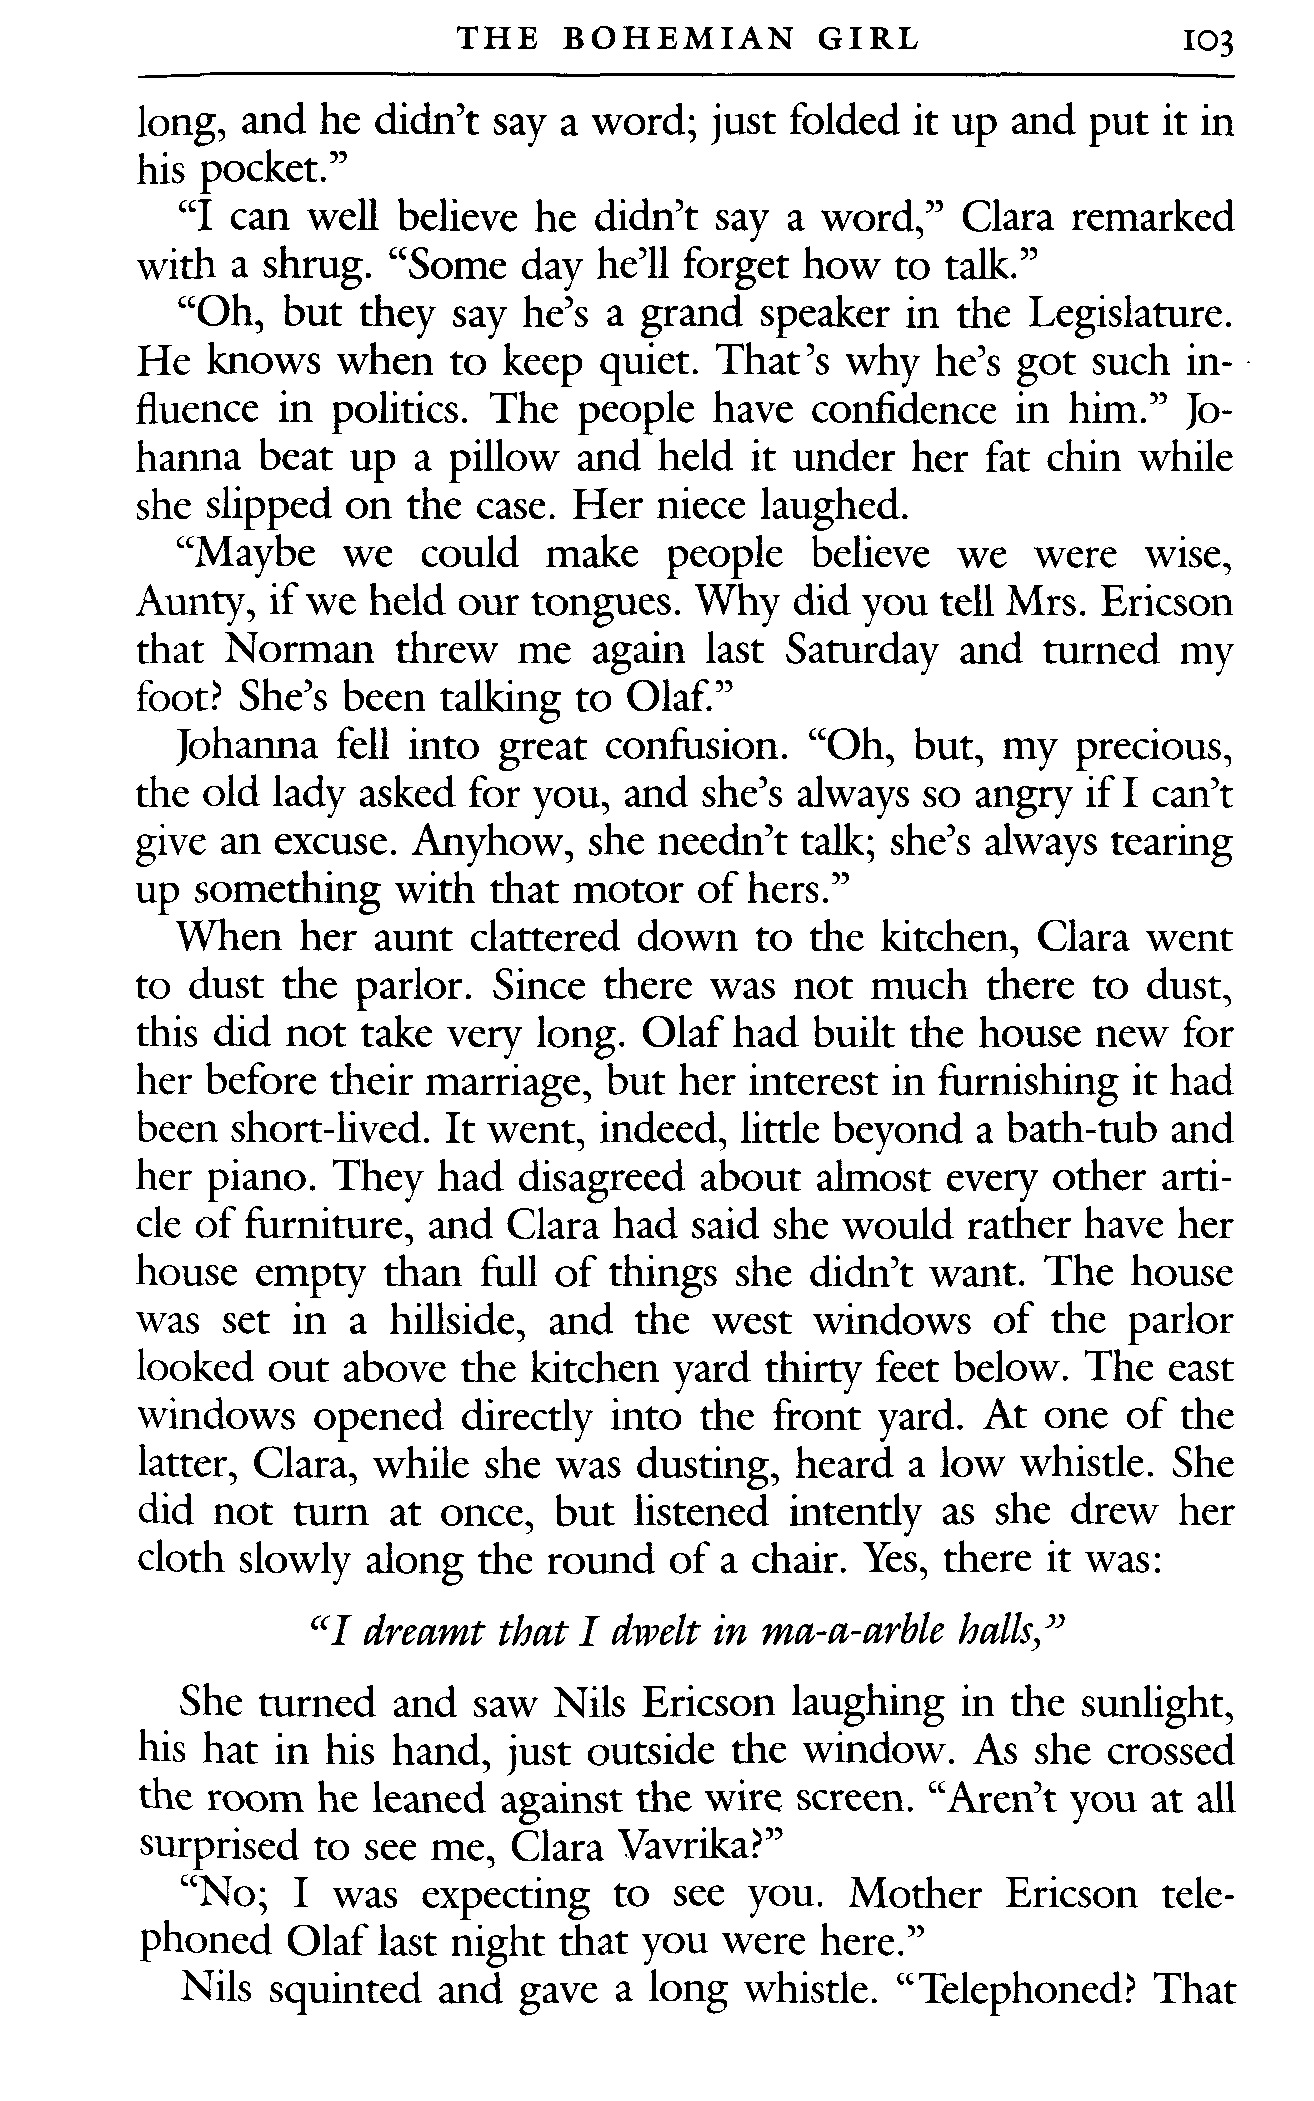 THE BOHEMIAN GIRL 103
long, and he didn’t say a word; just folded it up and put it in
his pocket.”
“I can well believe he didn’t say a word,” Clara remarked
with a shrug. “Some day he’ll forget how to talk.”
“Oh, but they say he’s a grand speaker in the Legislature.
He knows when to keep quiet. That’s why he’s got such in-
fluence in politics. The people have confidence in him.” Jo-
hanna beat up a pillow and held it under her fat chin while
she slipped on the case. Her niece laughed.
“Maybe we could make people believe we were wise,
Aunty, if we held our tongues. Why did you tell Mrs. Ericson
that Norman threw me again last Saturday and turned my
foot? She’s been talking to Olaf.”
Johanna fell into great confusion. “Oh, but, my precious,
the old lady asked for you, and she’s always so angry if I can’t
give an excuse. Anyhow, she needn’t talk; she’s always tearing
up something with that motor of hers.”
When her aunt clattered down to the kitchen, Clara went
to dust the parlor. Since there was not much there to dust,
this did not take very long. Olaf had built the house new for
her before their marriage, but her interest in furnishing it had
been short-lived. It went, indeed, little beyond a bath-tub and
her piano. They had disagreed about almost every other arti-
cle of furniture, and Clara had said she would rather have her
house empty than full of things she didn’t want. The house
was set in a hillside, and the west windows of the parlor
looked out above the kitchen yard thirty feet below. The east
windows opened directly into the front yard. At one of the
latter, Clara, while she was dusting, heard a low whistle. She
did not turn at once, but listened intently as she drew her
cloth slowly along the round of a chair. Yes, there it was:
“I dreamt that I dwelt in ma-a-arble halls,”
She turned and saw Nils Ericson laughing in the sunlight,
his hat in his hand, just outside the window. As she crossed
the room he leaned against the wire screen. “Aren’t you at all
surprised to see me, Clara Vavrika?”
“No; I was expecting to see you. Mother Ericson tele-
phoned Olaf last night that you were here.”
Nils squinted and gave a long whistle. “Telephoned? That